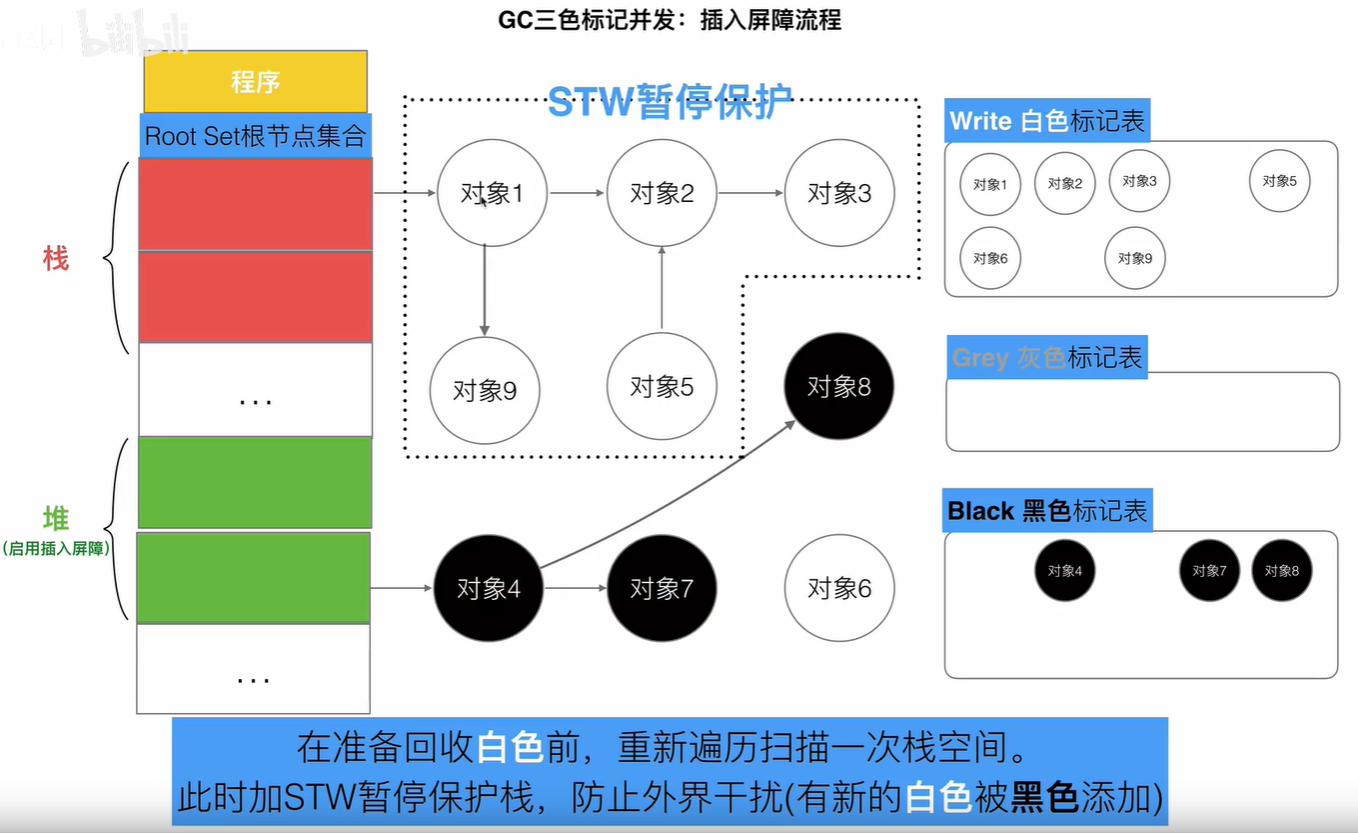 GC三色标记并发：插入屏障流程
bilibili
程序
STW暂停保护
Root Set根节点集合
Write 白色标记表
对象1
对象2
对象3
对象1
对象2
对象3
对象5
栈
对象6
对象9
Grey 灰色标记表
对象9
对象5
对象8
...
堆
(启用插入屏障)
Black 黑色标记表
对象4
对象7
对象6
对象4
对象7
对象8
...
在准备回收白色前，重新遍历扫描一次栈空间。
此时加STW暂停保护栈，防止外界干扰(有新的白色被黑色添加)